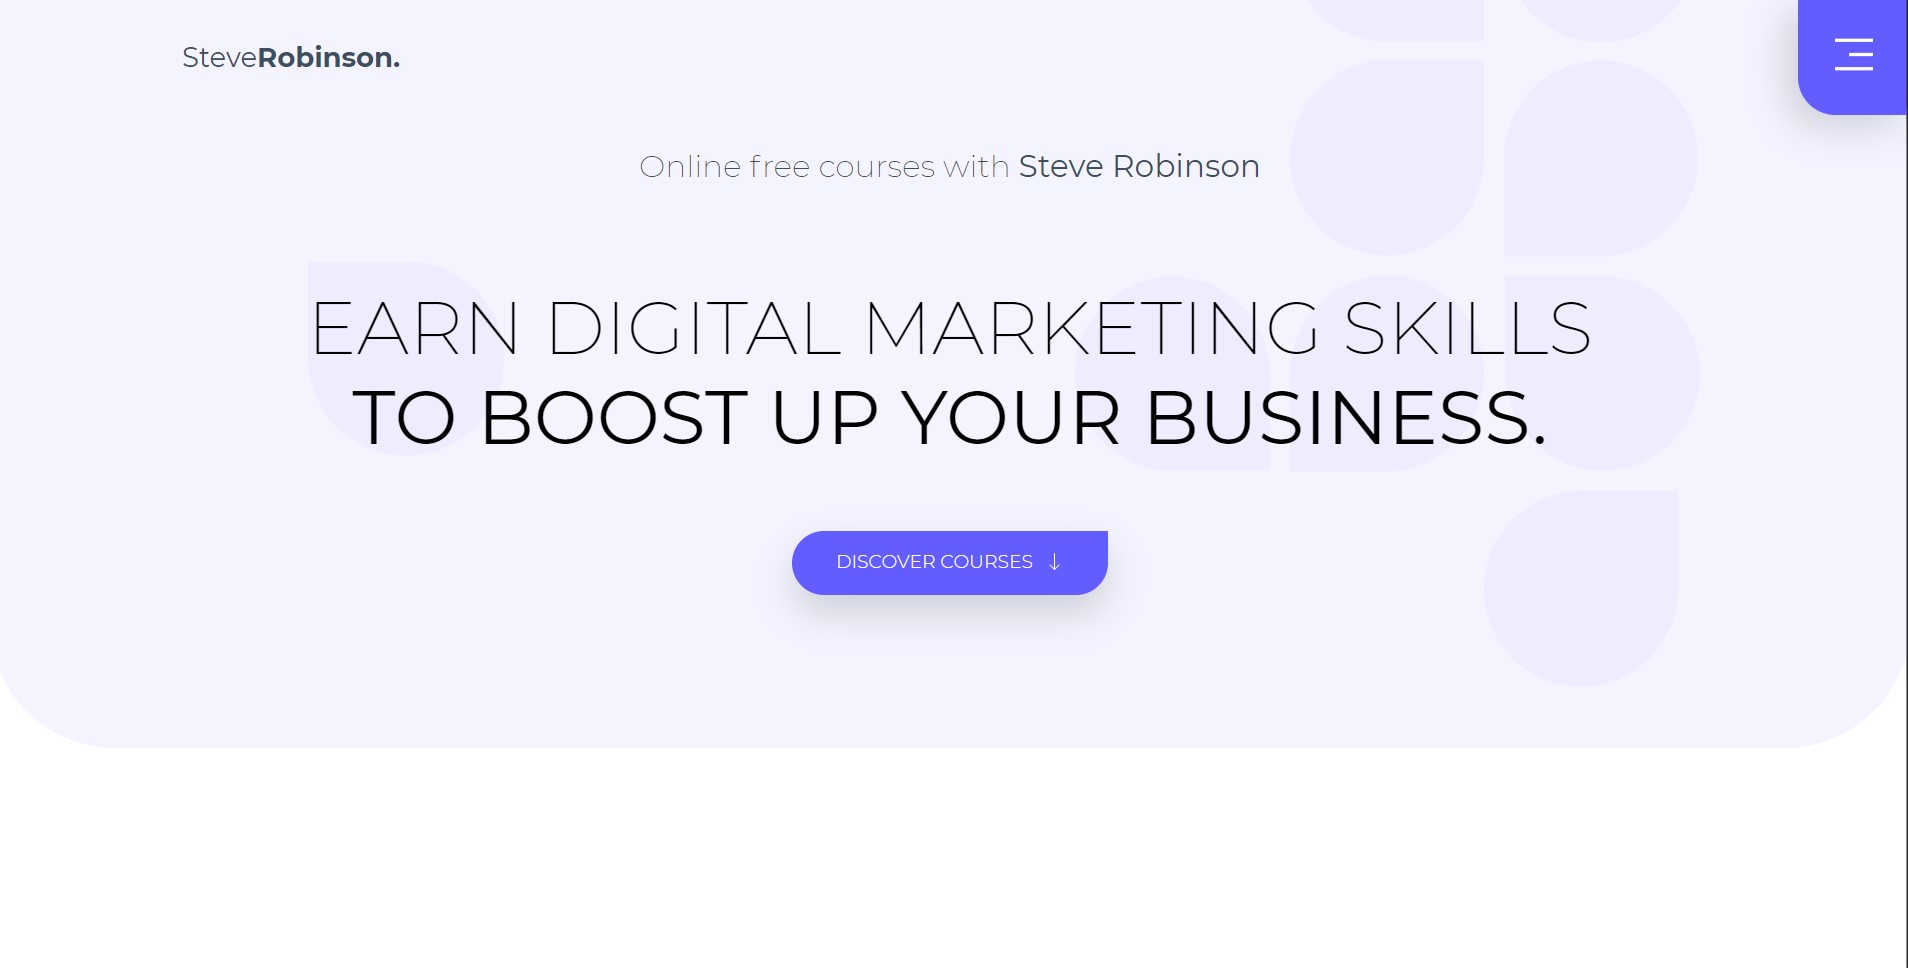 SteveRobinson.
Online free courses with Steve Robinson
EARN DIGITAL MARKETING SKILLS
TO BOOST UP YOUR BUSINESS.
DISCOVER COURSES ↓